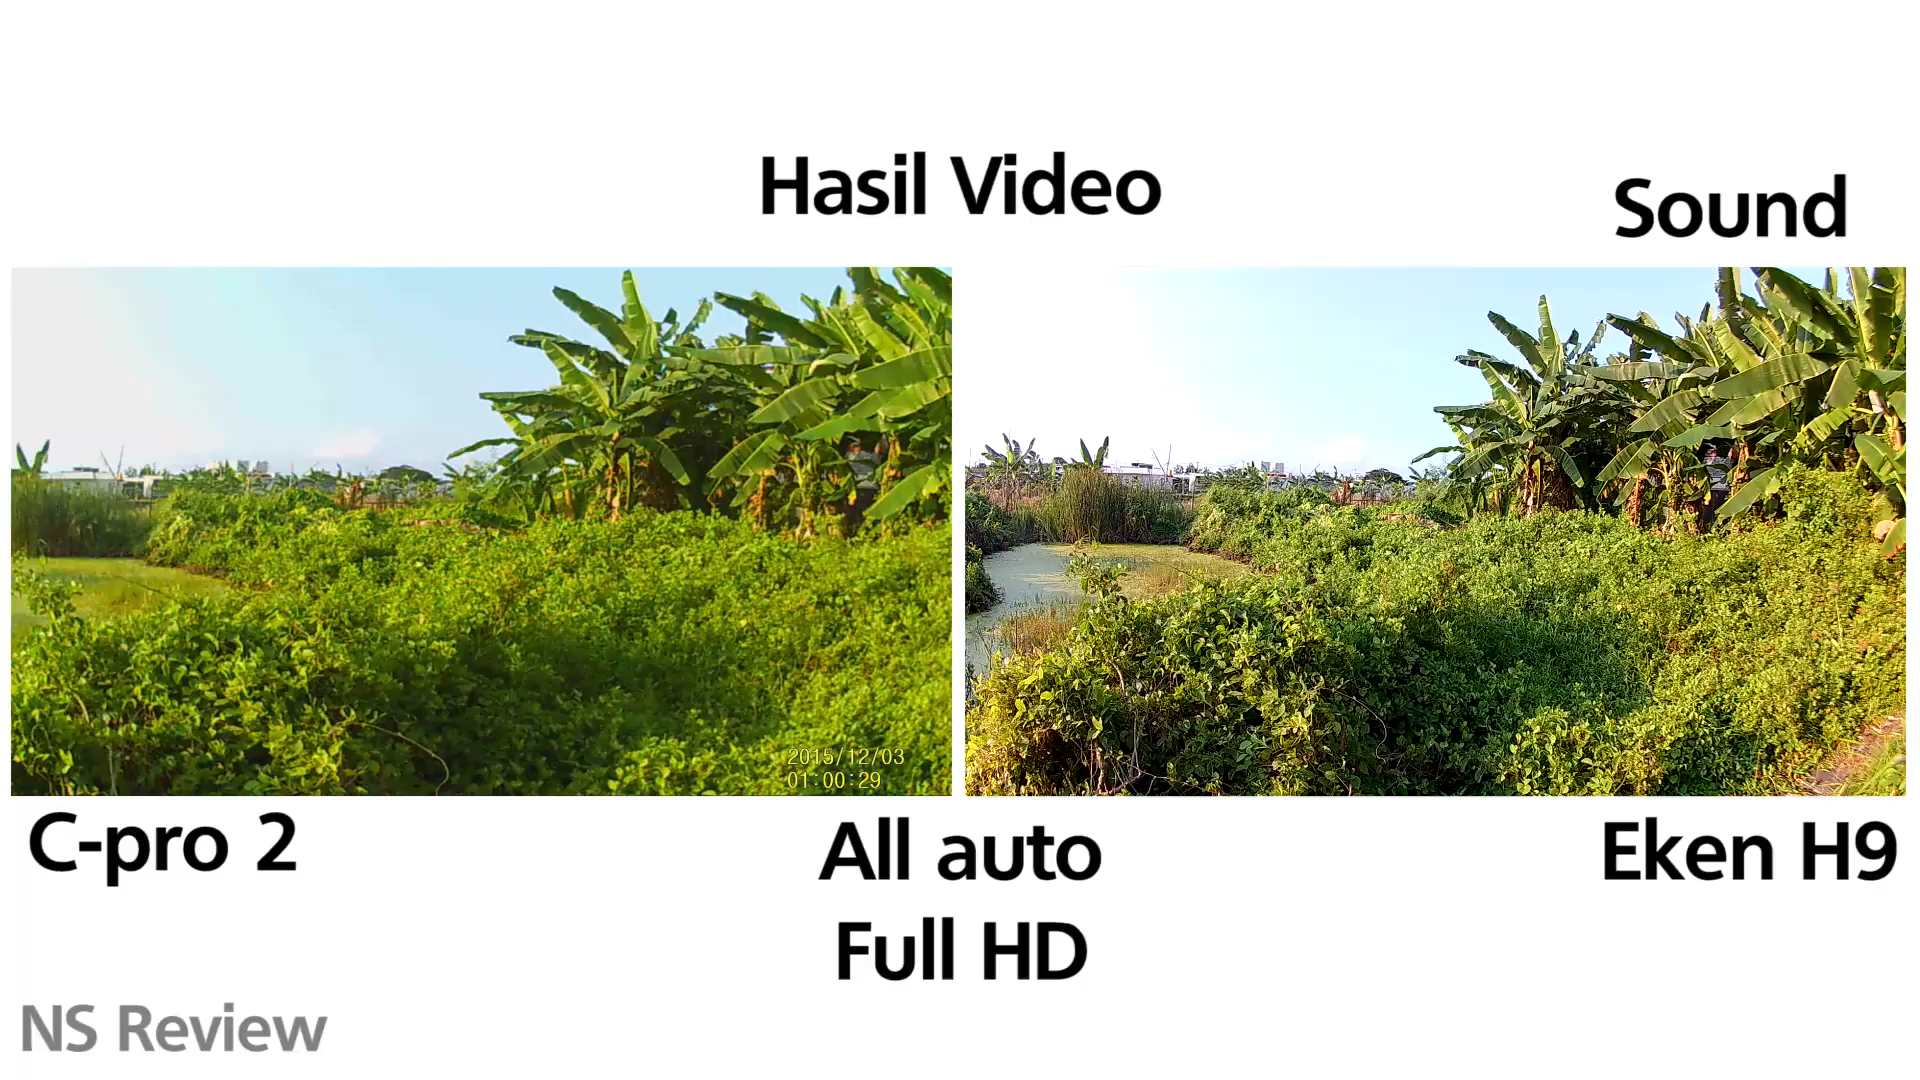 Hasil Video
Sound
2015/12/03
01:00:29
C-pro 2
All auto
Eken H9
Full HD
NS Review